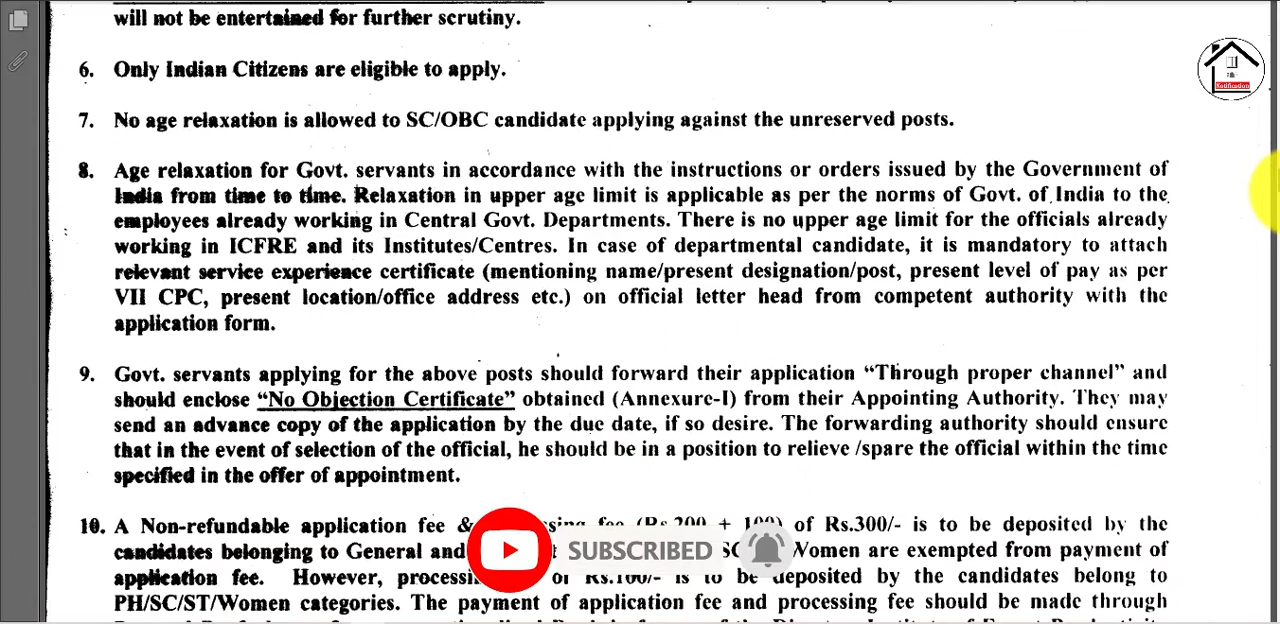 will not be entertained for further scrutiny.
6. Only Indian Citizens are eligible to apply.
Notification
7. No age relaxation is allowed to SC/OBC candidate applying against the unreserved posts.
8. Age relaxation for Govt. servants in accordance with the instructions or orders issued by the Government of
India from time to time. Relaxation in upper age limit is applicable as per the norms of Govt. of India to the
employees already working in Central Govt. Departments. There is no upper age limit for the officials already
working in ICFRE and its Institutes/Centres. In case of departmental candidate, it is mandatory to attach
relevant service experience certificate (mentioning name/present designation/post, present level of pay as per
VII CPC, present location/office address etc.) on official letter head from competent authority with the
application form.
9. Govt. servants applying for the above posts should forward their application “Through proper channel” and
should enclose “No Objection Certificate” obtained (Annexure-I) from their Appointing Authority. They may
send an advance copy of the application by the due date, if so desire. The forwarding authority should ensure
that in the event of selection of the official, he should be in a position to relieve /spare the official within the time
specified in the offer of appointment.
10. A Non-refundable application fee & fee (Rs.200 + 100) of Rs.300/- is to be deposited by the
candidates belonging to General and Women are exempted from payment of
SUBSCRIBED
application fee. However, of Rs.100/- is to be deposited by the candidates belong to
PH/SC/ST/Women categories. The payment of application fee and processing fee should be made through